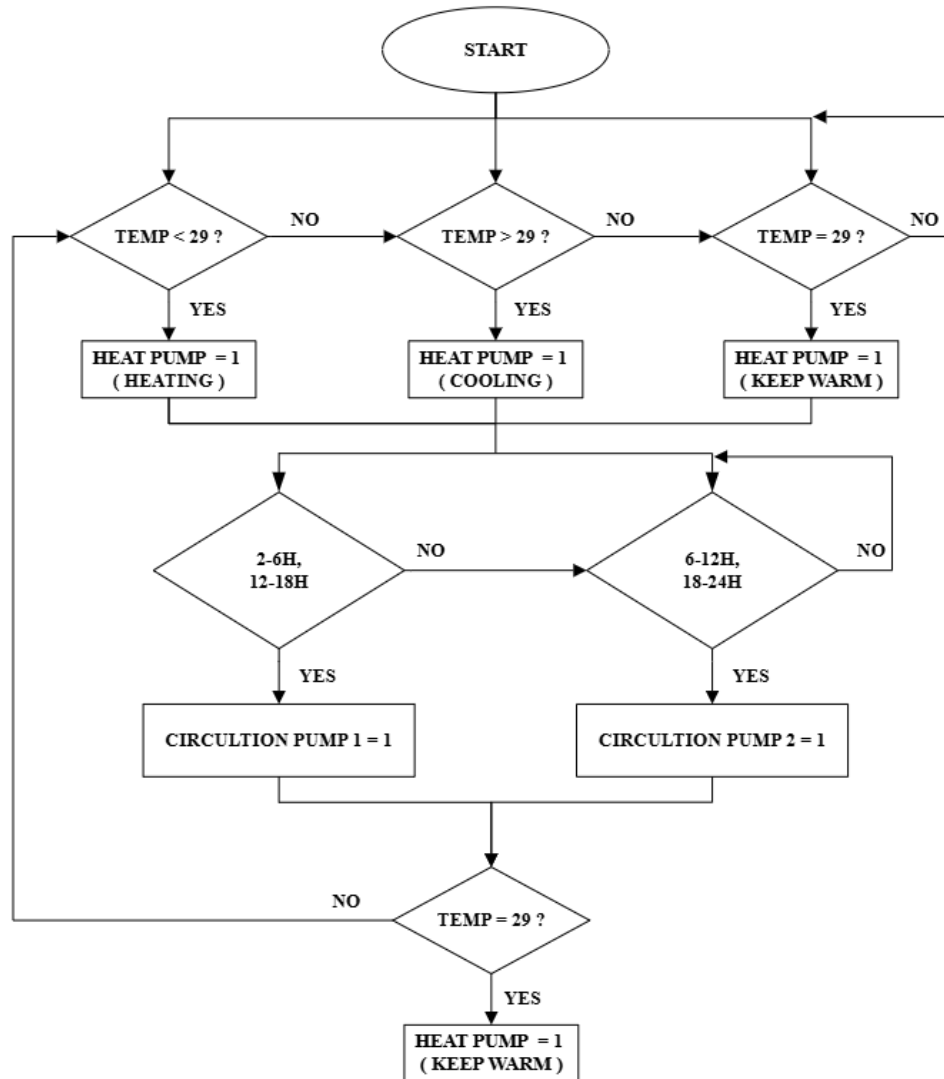 START
TEMP < 29 ?
NO
TEMP > 29 ?
NO
TEMP = 29 ?
NO
YES
YES
YES
HEAT PUMP = 1
( HEATING )
HEAT PUMP = 1
( COOLING )
HEAT PUMP = 1
( KEEP WARM )
2-6H,
12-18H
NO
6-12H,
18-24H
NO
YES
YES
CIRCULTION PUMP 1 = 1
CIRCULTION PUMP 2 = 1
NO
TEMP = 29 ?
YES
HEAT PUMP = 1
( KEEP WARM )